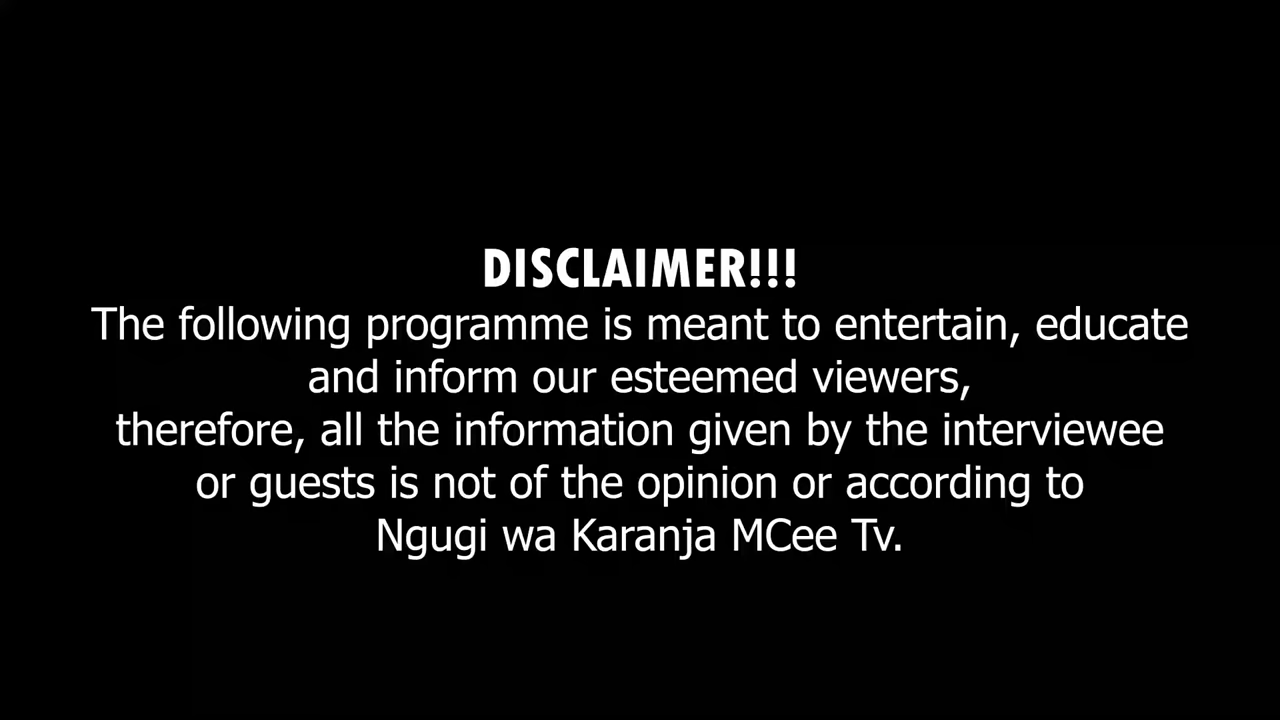 DISCLAIMER!!!
The following programme is meant to entertain, educate
and inform our esteemed viewers,
therefore, all the information given by the interviewee
or guests is not of the opinion or according to
Ngugi wa Karanja MCee Tv.